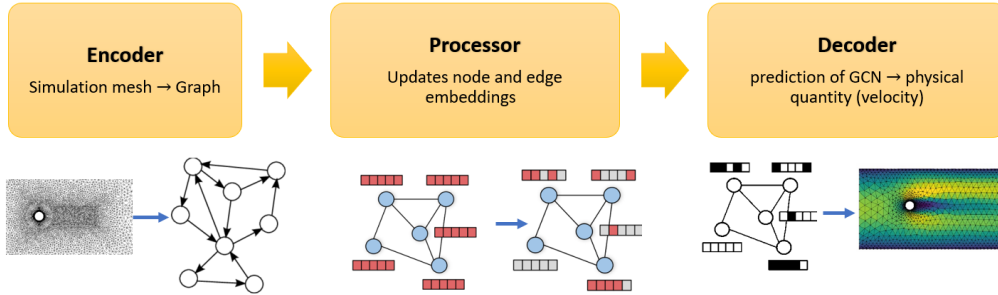 Encoder
Simulation mesh → Graph
Processor
Updates node and edge
embeddings
Decoder
prediction of GCN → physical
quantity (velocity)